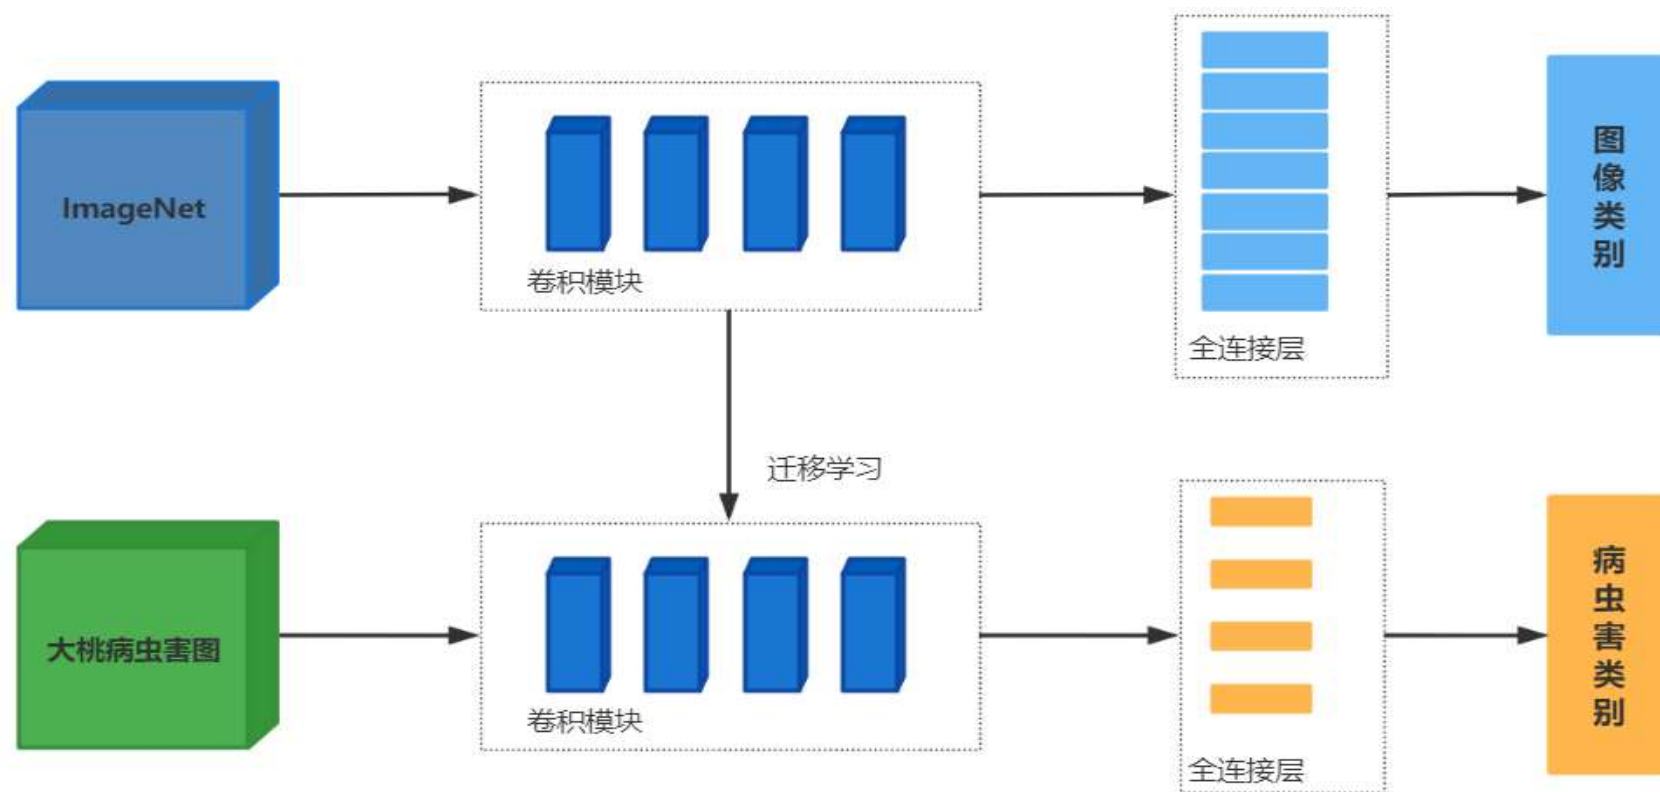 ImageNet
卷积模块
全连接层
图像类别
迁移学习
大桃病虫害图
卷积模块
全连接层
病虫害类别